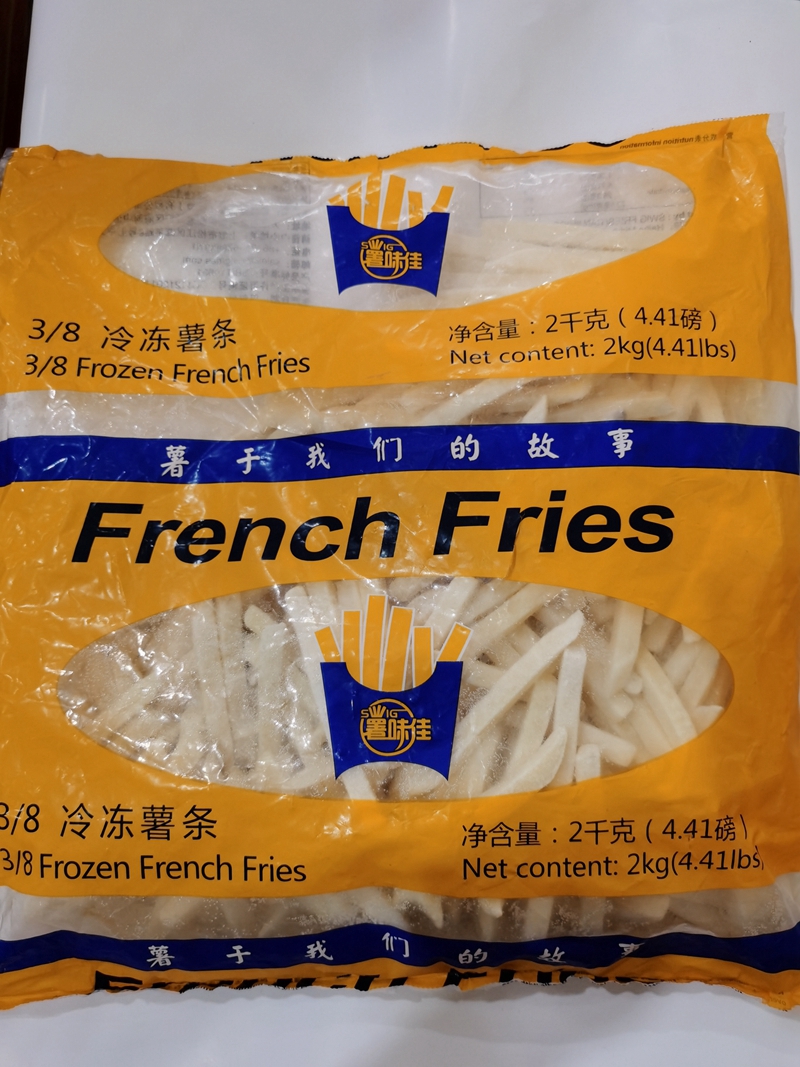 nutrition information
SWIG
薯味佳
3/8 冷冻薯条
3/8 Frozen French Fries
净含量：2千克（4.41磅）
Net content: 2kg(4.41lbs)
薯于我们的故事
French Fries
SWIG
薯味佳
3/8 冷冻薯条
3/8 Frozen French Fries
净含量：2千克（4.41磅）
Net content: 2kg(4.41lbs
薯于我们的故事